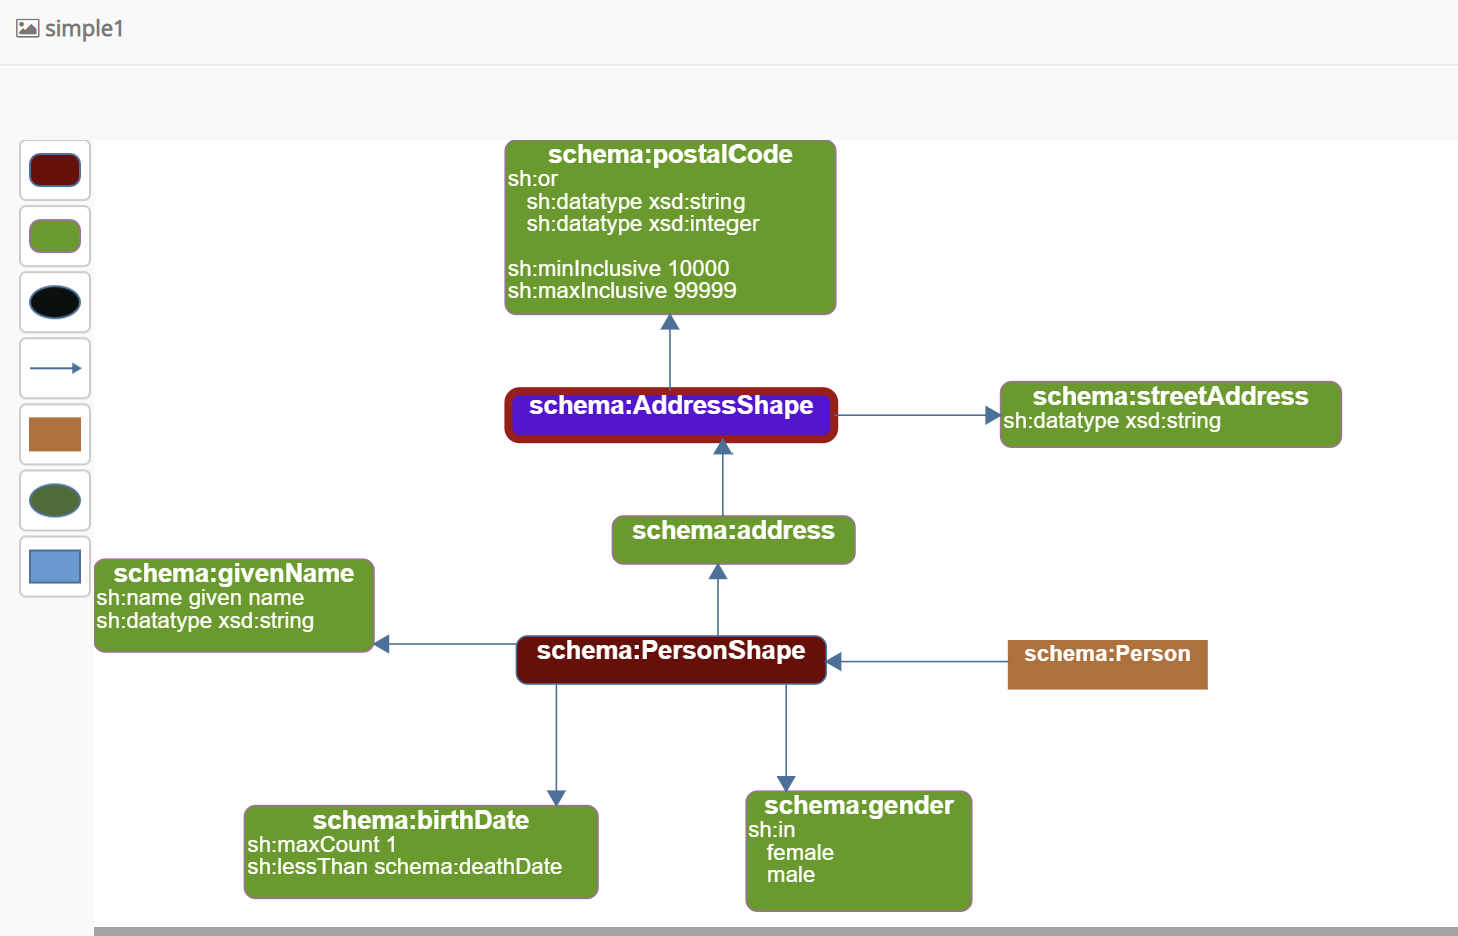 simple1
schema:postalCode
sh:or
sh:datatype xsd:string
sh:datatype xsd:integer
sh:minInclusive 10000
sh:maxInclusive 99999
schema:AddressShape
schema:streetAddress
sh:datatype xsd:string
schema:address
schema:givenName
sh:name given name
sh:datatype xsd:string
schema:PersonShape
schema:Person
schema:birthDate
sh:maxCount 1
sh:lessThan schema:deathDate
schema:gender
sh:in
female
male